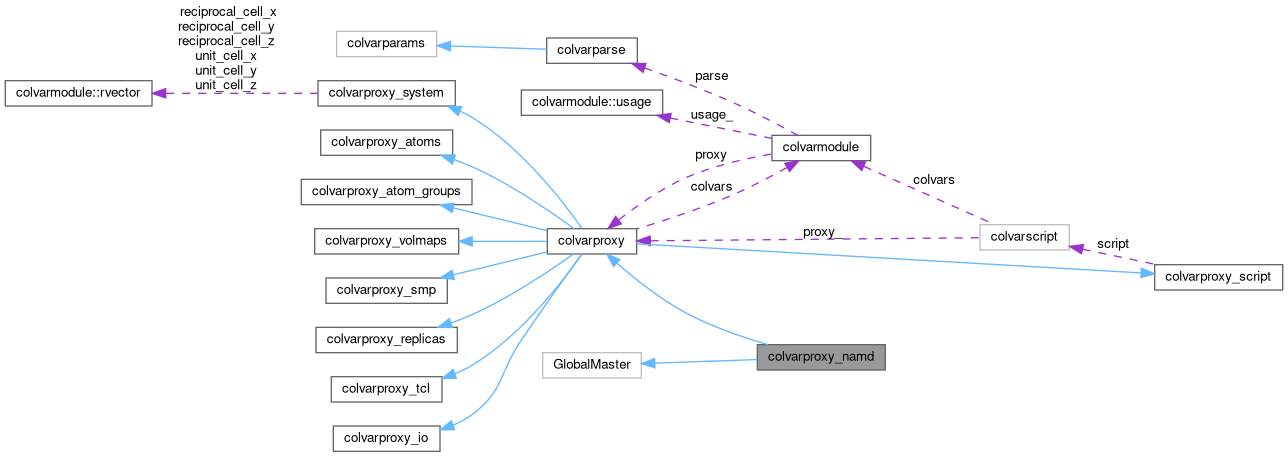 reciprocal_cell_x
reciprocal_cell_y
reciprocal_cell_z
unit_cell_x
unit_cell_y
unit_cell_z
colvarparams
colvarparse
colvarmodule::rvector
colvarproxy_system
parse
colvarmodule::usage
usage_
colvarproxy_atoms
colvarmodule
proxy
colvarproxy_atom_groups
colvars
colvars
colvarproxy_volmaps
colvarproxy
proxy_
colvarscript
script
colvarproxy_script
colvarproxy_smp
colvarproxy_replicas
GlobalMaster
colvarproxy_namd
colvarproxy_tcl
colvarproxy_io